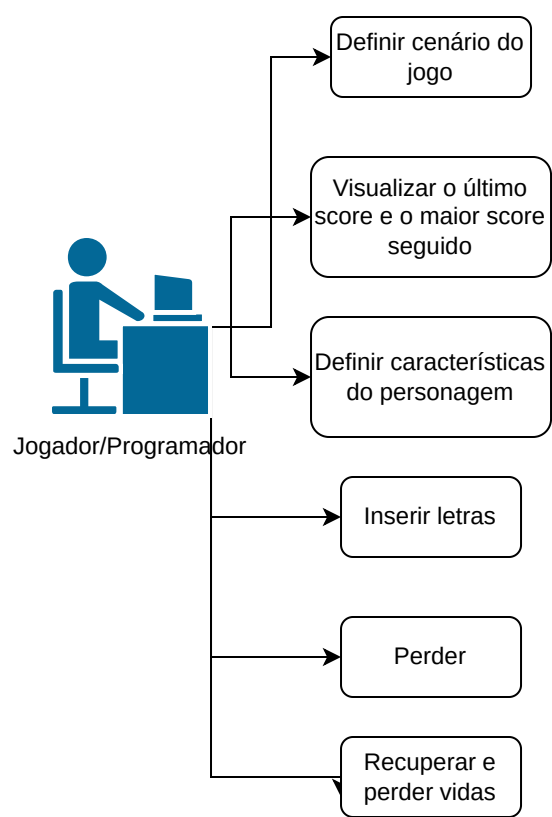 Definir cenário do
jogo
Visualizar o último
score e o maior score
seguido
Definir características
do personagem
Jogador/Programador
Inserir letras
Perder
Recuperar e
perder vidas